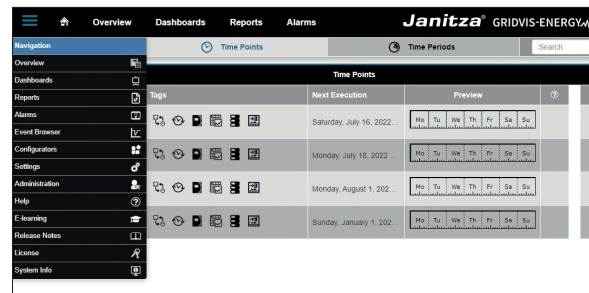 Overview Dashboards Reports Alarms Janitza® GRIDVIS-ENERGY
Navigation
Time Points Time Periods Search
Overview
Dashboards
Time Points
Reports
Tags Next Execution Preview
Alarms
Saturday, July 16, 2022... Mo Tu We Th Fr Sa Su
Event Browser
Configurators
Monday, July 18, 2022 ... Mo Tu We Th Fr Sa Su
Settings
Administration
Monday, August 1, 202... Mo Tu We Th Fr Sa Su
Help
E-learning
Sunday, January 1, 202... Mo Tu We Th Fr Sa Su
Release Notes
License
System Info